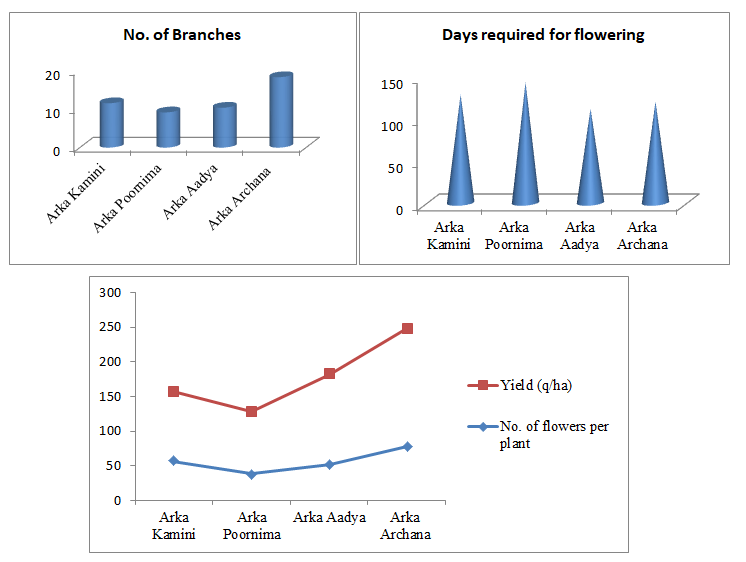 No. of Branches
20
10
0
Arka Kamini
Arka Poornima
Arka Aadya
Arka Archana
Days required for flowering
150
100
50
0
Arka
Kamini
Arka
Poornima
Arka
Aadya
Arka
Archana
300
250
200
150
100
50
0
Arka
Kamini
Arka
Poornima
Arka Aadya
Arka
Archana
Yield (q/ha)
No. of flowers per
plant